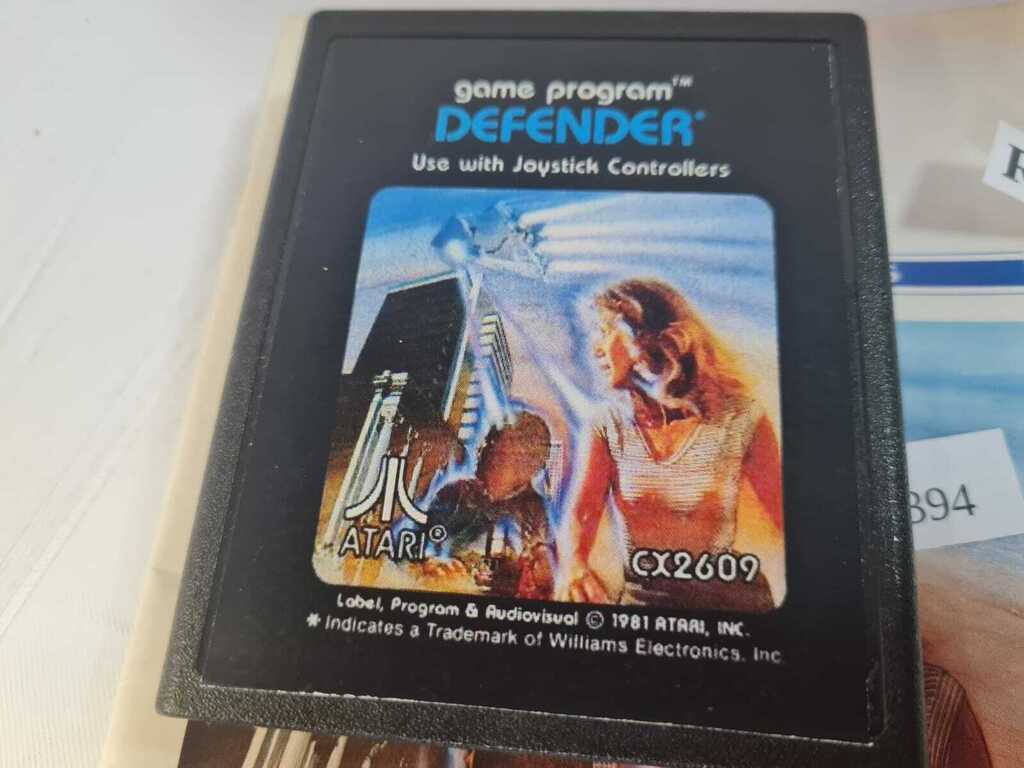 game program™
DEFENDER*
Use with Joystick Controllers
ATARI®
CX2609
Label, Program & Audiovisual © 1981 ATARI, INC.
* Indicates a Trademark of Williams Electronics, Inc.
R
S
394